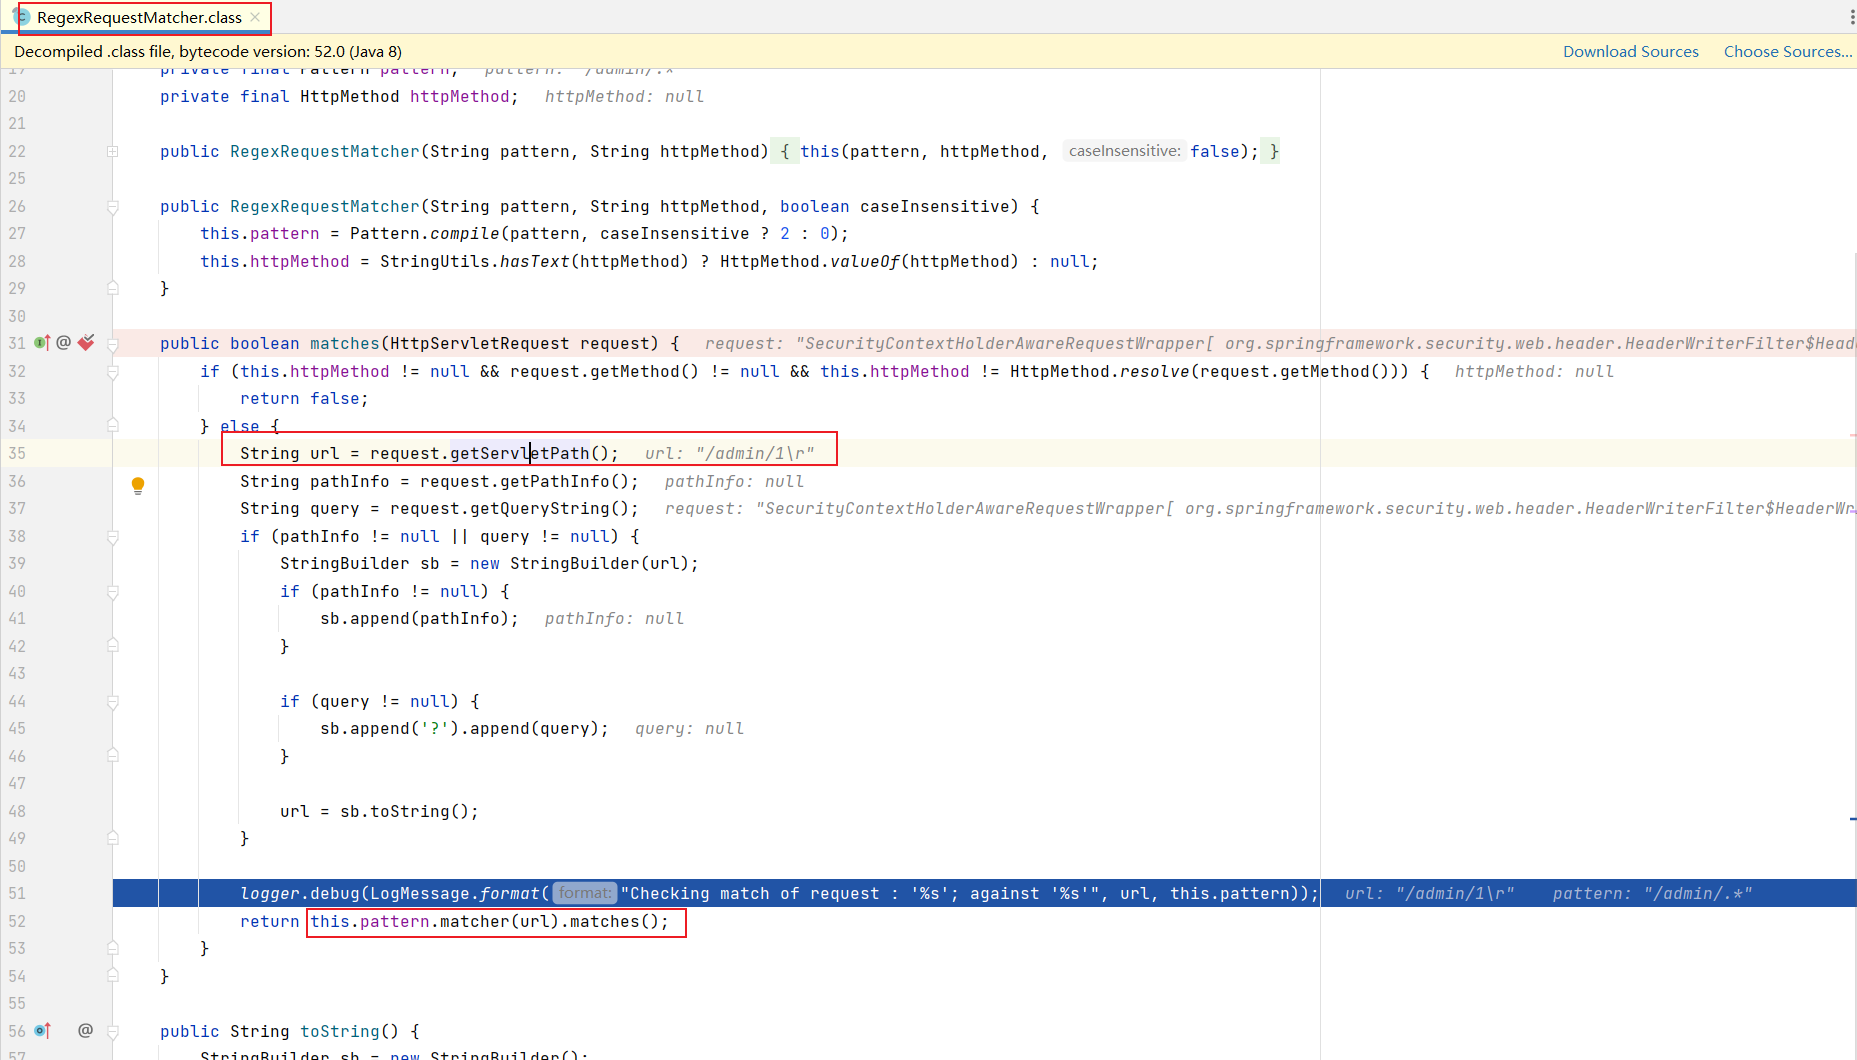 RegexRequestMatcher.class
Decompiled .class file, bytecode version: 52.0 (Java 8) Download Sources Choose Sources...
19 private final Pattern pattern; pattern: "/admin/.*"
20 private final HttpMethod httpMethod; httpMethod: null
21
22 public RegexRequestMatcher(String pattern, String httpMethod) { this(pattern, httpMethod, caseInsensitive: false); }
25
26 public RegexRequestMatcher(String pattern, String httpMethod, boolean caseInsensitive) {
27 this.pattern = Pattern.compile(pattern, caseInsensitive ? 2 : 0);
28 this.httpMethod = StringUtils.hasText(httpMethod) ? HttpMethod.valueOf(httpMethod) : null;
29 }
30
31 @ public boolean matches(HttpServletRequest request) { request: "SecurityContextHolderAwareRequestWrapper[ org.springframework.security.web.header.HeaderWriterFilter$Heade
32 if (this.httpMethod != null && request.getMethod() != null && this.httpMethod != HttpMethod.resolve(request.getMethod())) { httpMethod: null
33 return false;
34 } else {
35 String url = request.getServletPath(); url: "/admin/1\r"
36 String pathInfo = request.getPathInfo(); pathInfo: null
37 String query = request.getQueryString(); request: "SecurityContextHolderAwareRequestWrapper[ org.springframework.security.web.header.HeaderWriterFilter$HeaderWr
38 if (pathInfo != null || query != null) {
39 StringBuilder sb = new StringBuilder(url);
40 if (pathInfo != null) {
41 sb.append(pathInfo); pathInfo: null
42 }
43
44 if (query != null) {
45 sb.append('?').append(query); query: null
46 }
47
48 url = sb.toString();
49 }
50
51 logger.debug(LogMessage.format( format: "Checking match of request : '%s'; against '%s'", url, this.pattern)); url: "/admin/1\r" pattern: "/admin/.*"
52 return this.pattern.matcher(url).matches();
53 }
54 }
55
56 @ public String toString() {
57 StringBuilder sb = new StringBuilder();